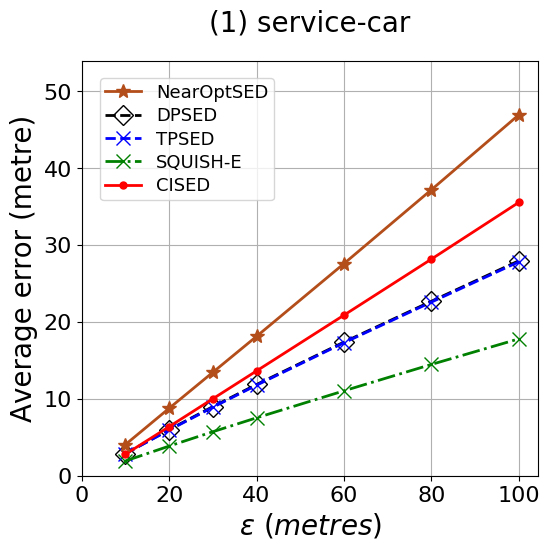 (1) service-car
NearOptSED
DPSED
TPSED
SQUISH-E
CISED
Average error (metre)
50
40
30
20
10
0
0 20 40 60 80 100
ε (metres)